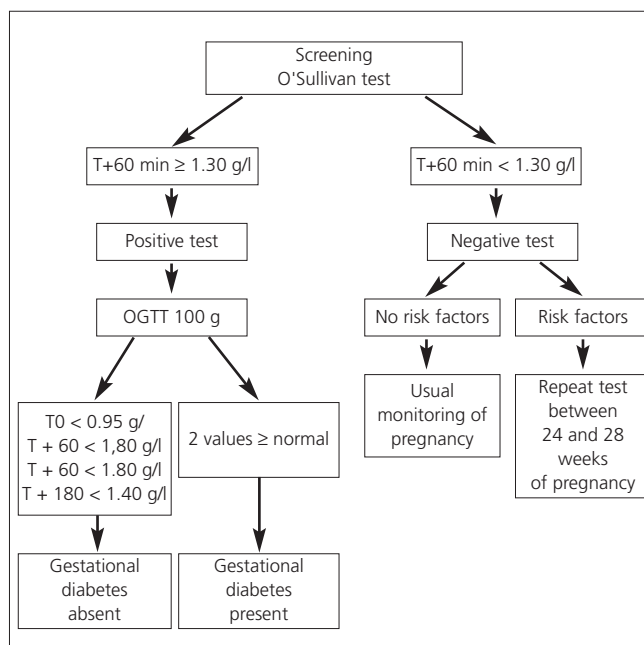 Screening
O'Sullivan test
T+60 min ≥ 1.30 g/l
T+60 min < 1.30 g/l
Positive test
Negative test
OGTT 100 g
No risk factors
Risk factors
T0 < 0.95 g/
T + 60 < 1,80 g/l
T + 60 < 1.80 g/l
T + 180 < 1.40 g/l
2 values ≥ normal
Usual
monitoring of
pregnancy
Repeat test
between
24 and 28
weeks
of pregnancy
Gestational
diabetes
absent
Gestational
diabetes
present